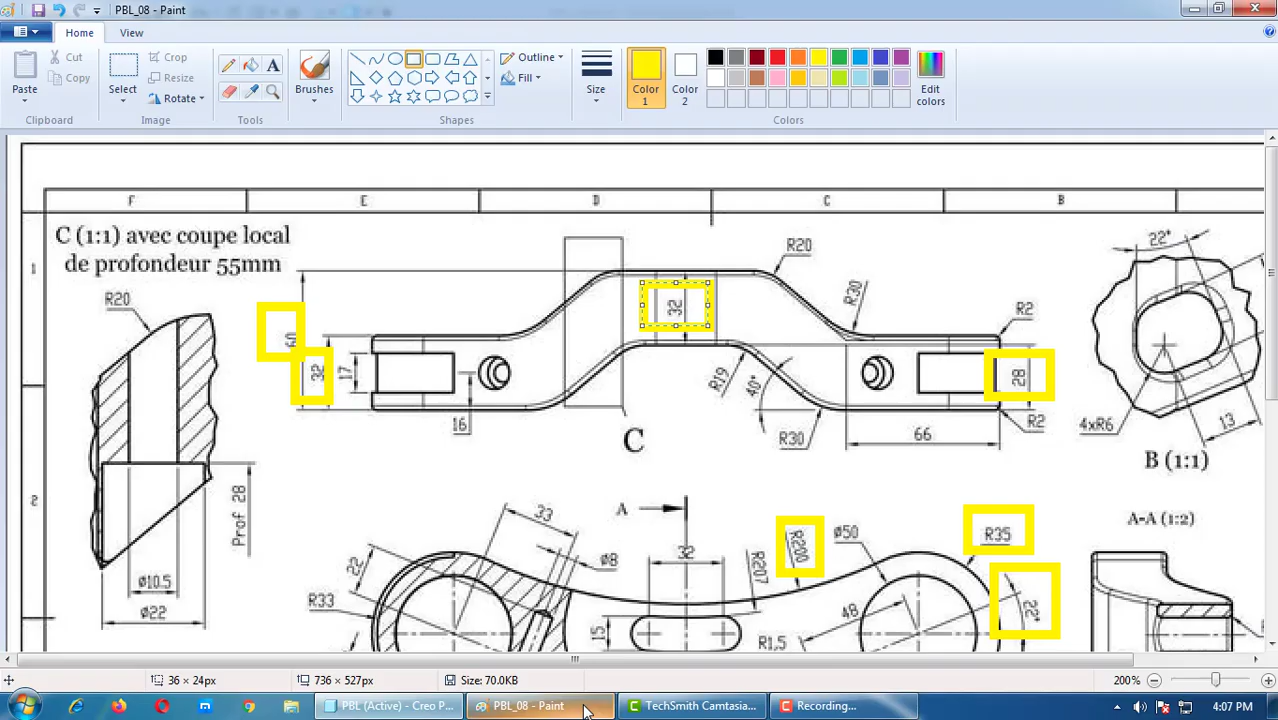 PBL_08 - Paint
Home
View
Paste
Cut
Copy
Clipboard
Select
Crop
Resize
Rotate
Image
Tools
Brushes
Shapes
Outline
Fill
Size
Color 1
Color 2
Edit colors
Colors
F
E
D
C
B
C (1:1) avec coupe local
de profondeur 55mm
1
R20
R20
R30
R2
22°
60
32
17
32
28
16
R19
40°
R30
66
R2
4xR6
13
C
B (1:1)
2
Prof 28
A
A-A (1:2)
33
R200
Ø50
R35
22
Ø8
32
R207
22°
Ø10.5
Ø22
R33
15
R1,5
48
36 × 24px
736 × 527px
Size: 70.0KB
200%
PBL (Active) - Creo P...
PBL_08 - Paint
TechSmith Camtasia...
Recording...
4:07 PM